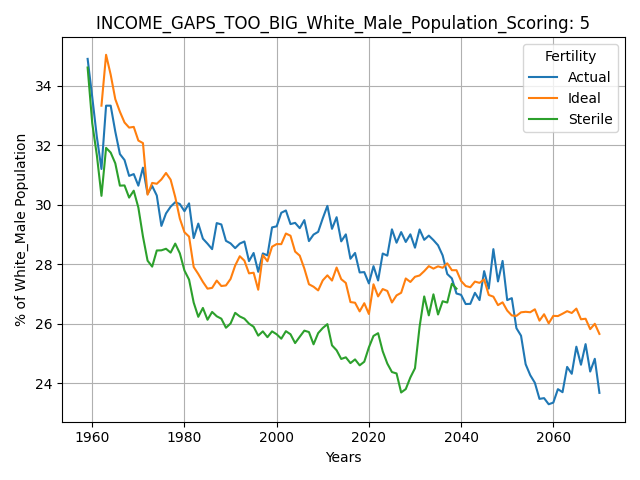 INCOME_GAPS_TOO_BIG_White_Male_Population_Scoring: 5
Fertility
Actual
Ideal
Sterile
% of White_Male Population
34
32
30
28
26
24
1960
1980
2000
2020
2040
2060
Years